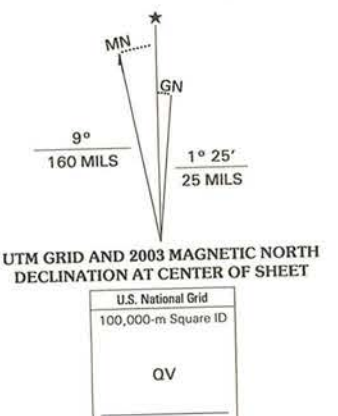 ★
MN
GN
9°
160 MILS
1° 25′
25 MILS
UTM GRID AND 2003 MAGNETIC NORTH
DECLINATION AT CENTER OF SHEET
U.S. National Grid
100,000-m Square ID
QV